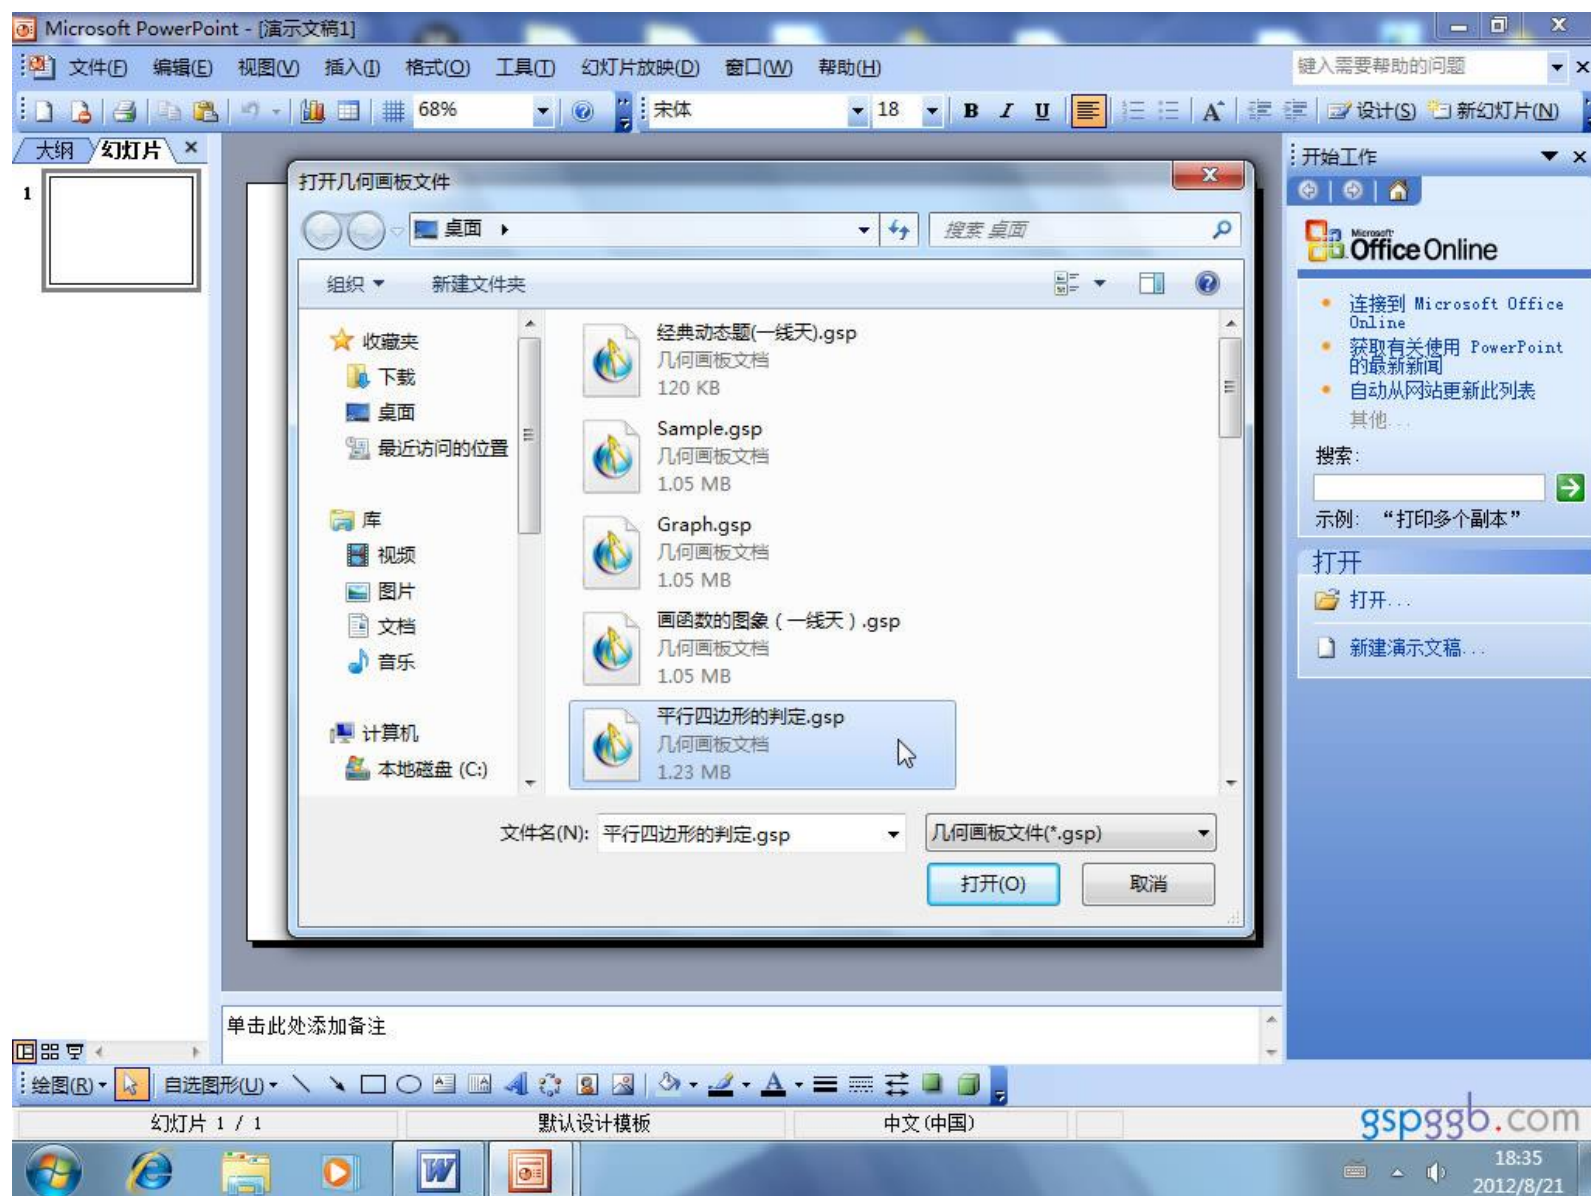 Microsoft PowerPoint - [演示文稿1]
文件(F) 编辑(E) 视图(V) 插入(I) 格式(O) 工具(T) 幻灯片放映(D) 窗口(W) 帮助(H) 键入需要帮助的问题
68% 宋体 18 B I U A 设计(S) 新幻灯片(N)
大纲 幻灯片
1
打开几何画板文件
桌面 搜索 桌面
组织 新建文件夹
收藏夹
下载
桌面
最近访问的位置
库
视频
图片
文档
音乐
计算机
本地磁盘 (C:)
经典动态题(一线天).gsp
几何画板文档
120 KB
Sample.gsp
几何画板文档
1.05 MB
Graph.gsp
几何画板文档
1.05 MB
画函数的图象（一线天）.gsp
几何画板文档
1.05 MB
平行四边形的判定.gsp
几何画板文档
1.23 MB
文件名(N): 平行四边形的判定.gsp 几何画板文件(*.gsp)
打开(O) 取消
开始工作
Microsoft
Office Online
连接到 Microsoft Office
Online
获取有关使用 PowerPoint
的最新新闻
自动从网站更新此列表
其他...
搜索:
示例: “打印多个副本”
打开
打开...
新建演示文稿...
单击此处添加备注
绘图(R) 自选图形(U) A
幻灯片 1 / 1 默认设计模板 中文(中国)
gspggb.com
18:35
2012/8/21